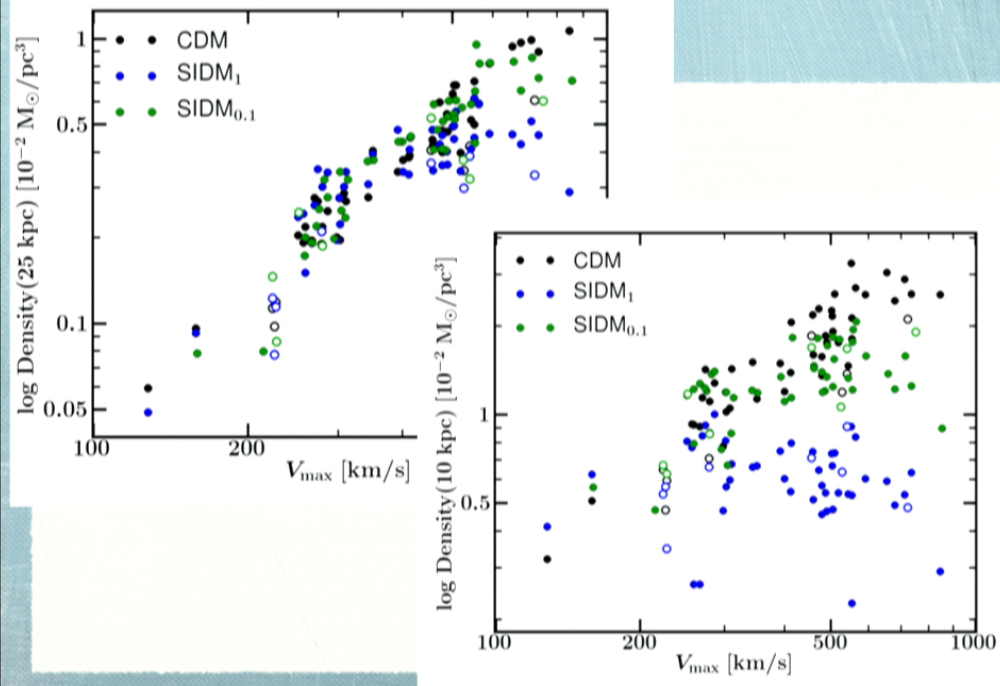 log Density(25 kpc) [10⁻² M☉/pc³]
CDM
SIDM₁
SIDM₀.₁
1
0.5
0.1
0.05
100
200
Vmax [km/s]
log Density(10 kpc) [10⁻² M☉/pc³]
CDM
SIDM₁
SIDM₀.₁
1
0.5
100
200
500
1000
Vmax [km/s]